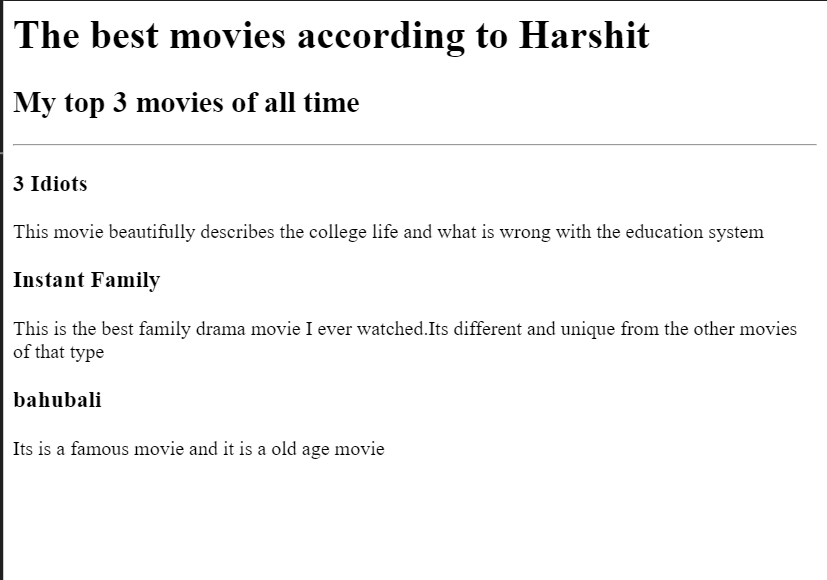 The best movies according to Harshit
My top 3 movies of all time
3 Idiots
This movie beautifully describes the college life and what is wrong with the education system
Instant Family
This is the best family drama movie I ever watched.Its different and unique from the other movies
of that type
bahubali
Its is a famous movie and it is a old age movie